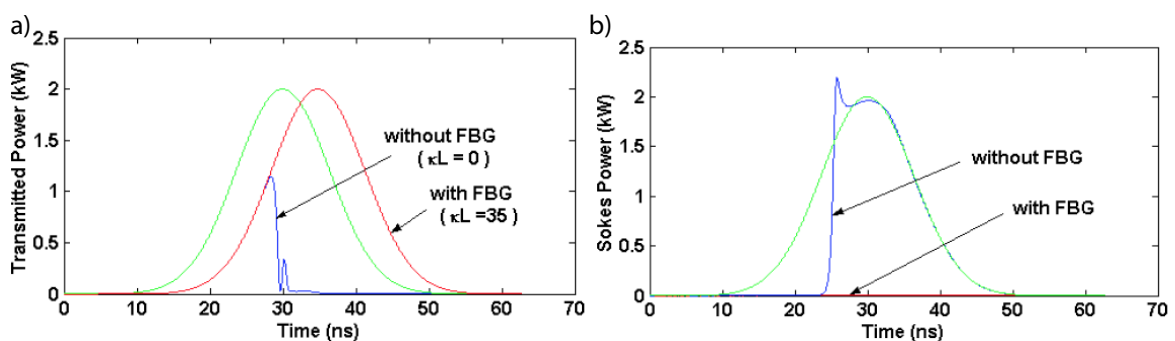 a)
2.5
2
1.5
1
0.5
0
0 10 20 30 40 50 60 70
Transmitted Power (kW)
Time (ns)
without FBG
( κL = 0 )
with FBG
( κL =35 )
b)
2.5
2
1.5
1
0.5
0
0 10 20 30 40 50 60 70
Sokes Power (kW)
Time (ns)
without FBG
with FBG